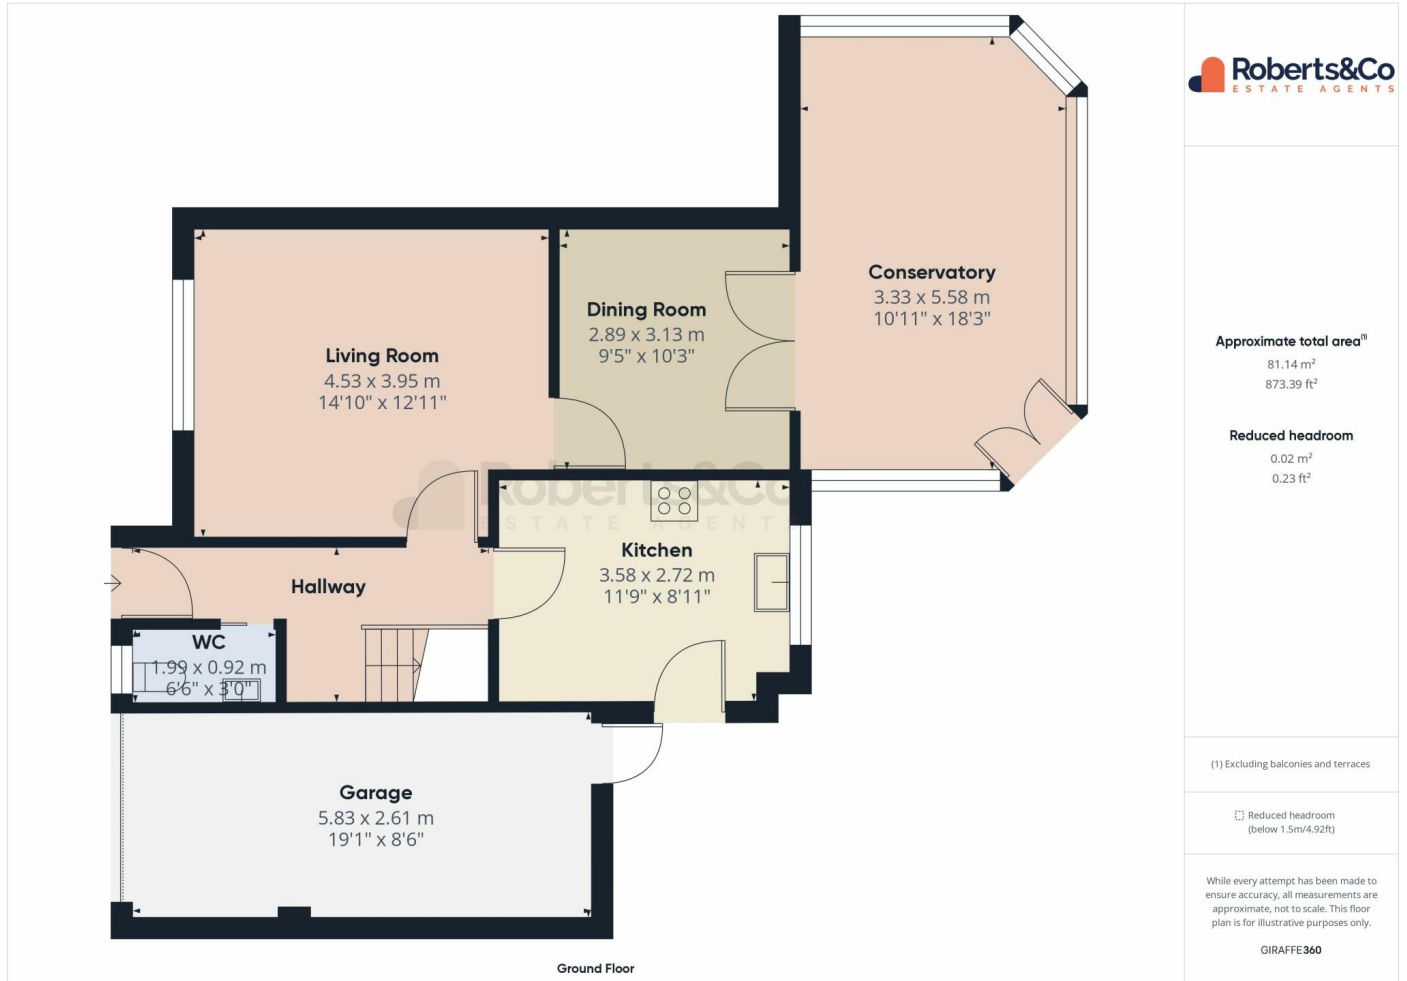 Roberts&Co
ESTATE AGENTS
Conservatory
3.33 x 5.58 m
10'11" x 18'3"
Dining Room
2.89 x 3.13 m
9'5" x 10'3"
Living Room
4.53 x 3.95 m
14'10" x 12'11"
Roberts&Co
ESTATE AGENTS
Kitchen
3.58 x 2.72 m
11'9" x 8'11"
Hallway
WC
1.99 x 0.92 m
6'6" x 3'0"
Garage
5.83 x 2.61 m
19'1" x 8'6"
Ground Floor
Approximate total area(1)
81.14 m²
873.39 ft²
Reduced headroom
0.02 m²
0.23 ft²
(1) Excluding balconies and terraces
Reduced headroom
(below 1.5m/4.92ft)
While every attempt has been made to
ensure accuracy, all measurements are
approximate, not to scale. This floor
plan is for illustrative purposes only.
GIRAFFE360